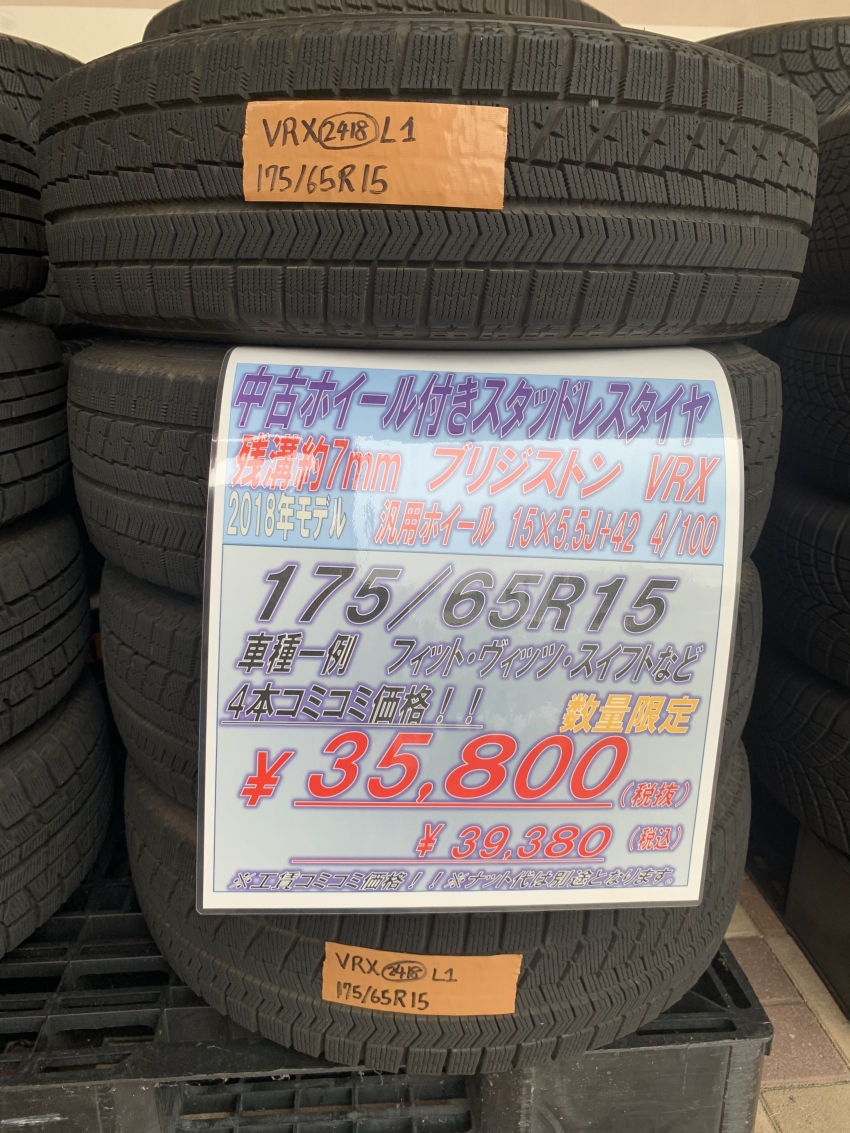 VRX 2418 L1
175/65R15
中古ホイール付きスタッドレスタイヤ
残溝約7mm ブリジストン VRX
2018年モデル 汎用ホイール 15×5.5J+42 4/100
175/65R15
車種一例 フィット・ヴィッツ・スイフトなど
4本コミコミ価格!! 数量限定
¥35,800(税抜)
¥39,380(税込)
※工賃コミコミ価格!!※ナット代は別途となります。
VRX 2418 L1
175/65R15